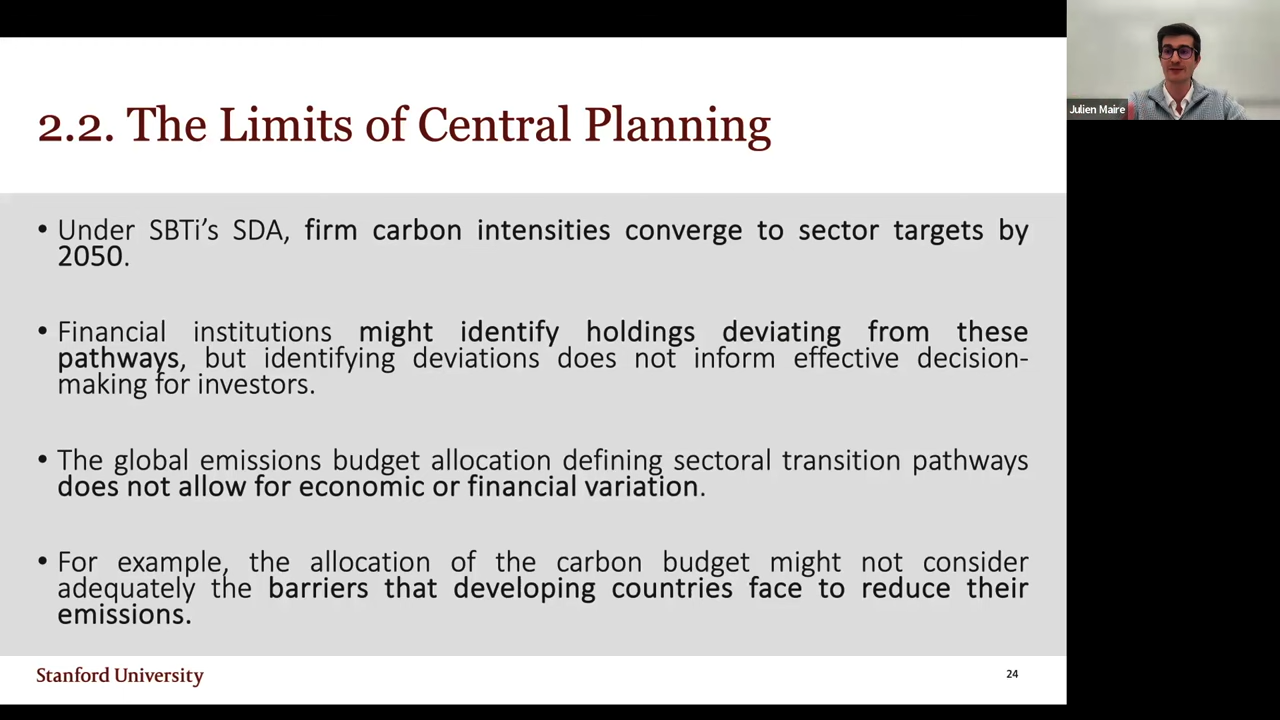 2.2. The Limits of Central Planning
• Under SBTi’s SDA, firm carbon intensities converge to sector targets by
2050.
• Financial institutions might identify holdings deviating from these
pathways, but identifying deviations does not inform effective decision-
making for investors.
• The global emissions budget allocation defining sectoral transition pathways
does not allow for economic or financial variation.
• For example, the allocation of the carbon budget might not consider
adequately the barriers that developing countries face to reduce their
emissions.
Stanford University
24
Julien Maire